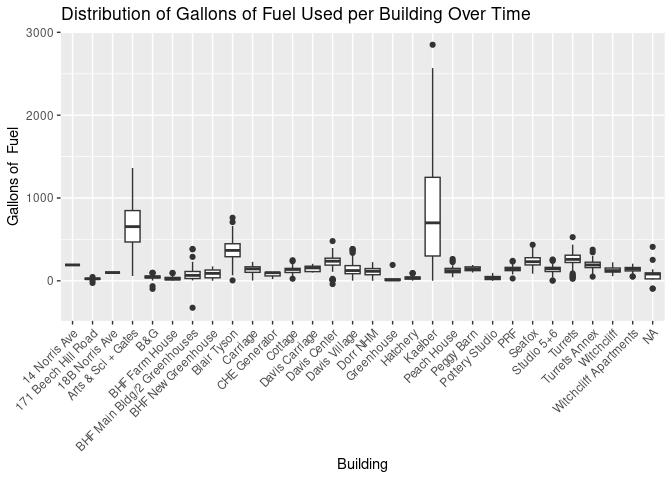 Distribution of Gallons of Fuel Used per Building Over Time
Gallons of  Fuel
3000
2000
1000
0
14 Norris Ave
171 Beech Hill Road
18B Norris Ave
Arts & Sci + Gates
B&G
BHF Farm House
BHF Main Bldg/2 Greenhouses
BHF New Greenhouse
Blair Tyson
Carriage
CHE Generator
Cottage
Davis Carriage
Davis Center
Davis Village
Dorr NHM
Greenhouse
Hatchery
Kaelber
Peach House
Peggy Barn
Pottery Studio
PRF
Seafox
Studio 5+6
Turrets
Turrets Annex
Witchcliff
Witchcliff Apartments
NA
Building